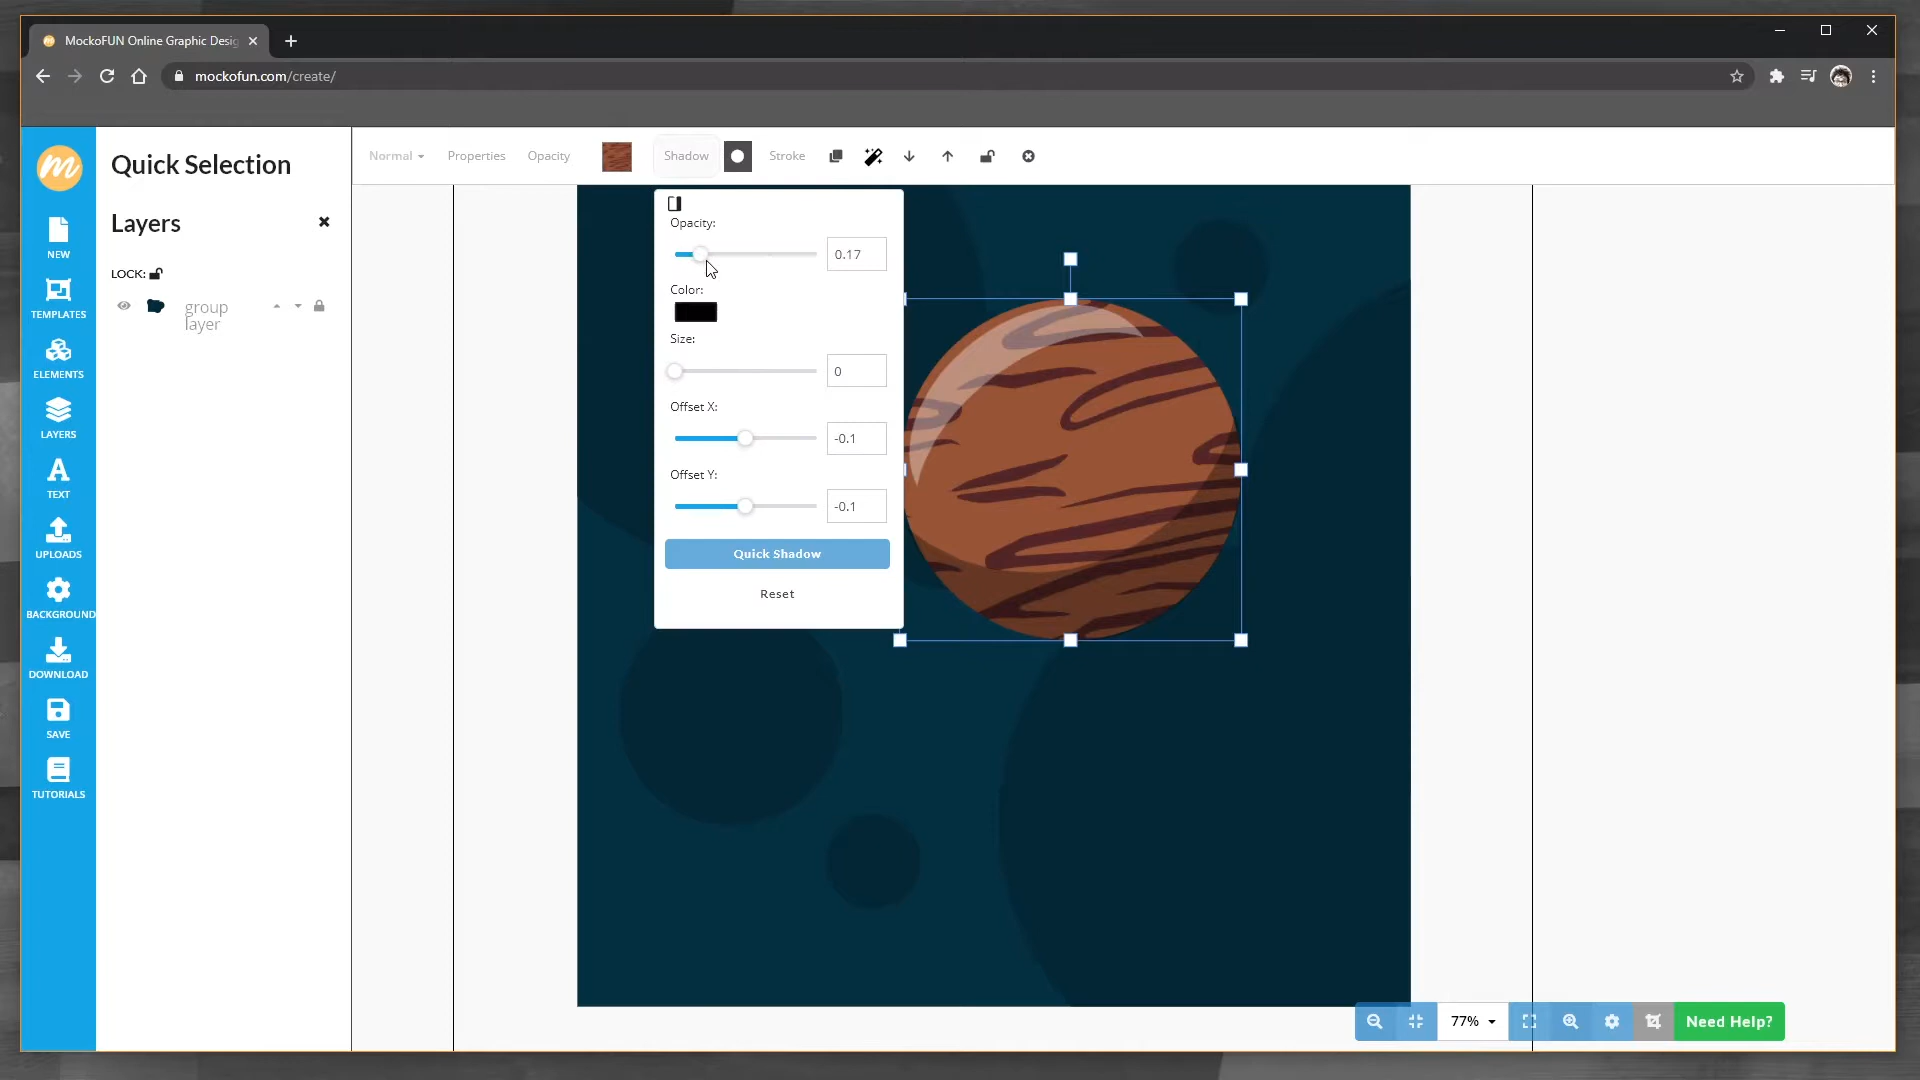 MockoFUN Online Graphic Desig
mockofun.com/create/
Quick Selection
Layers
LOCK:
group
layer
NEW
TEMPLATES
ELEMENTS
LAYERS
TEXT
UPLOADS
BACKGROUND
DOWNLOAD
SAVE
TUTORIALS
Normal Properties Opacity Shadow Stroke
Opacity:
0.17
Color:
Size:
0
Offset X:
-0.1
Offset Y:
-0.1
Quick Shadow
Reset
77% Need Help?